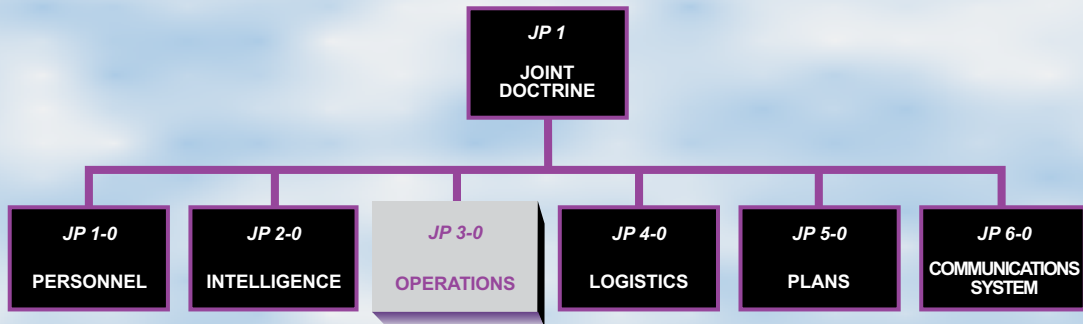 JP 1
JOINT
DOCTRINE
JP 1-0
PERSONNEL
JP 2-0
INTELLIGENCE
JP 3-0
OPERATIONS
JP 4-0
LOGISTICS
JP 5-0
PLANS
JP 6-0
COMMUNICATIONS
SYSTEM